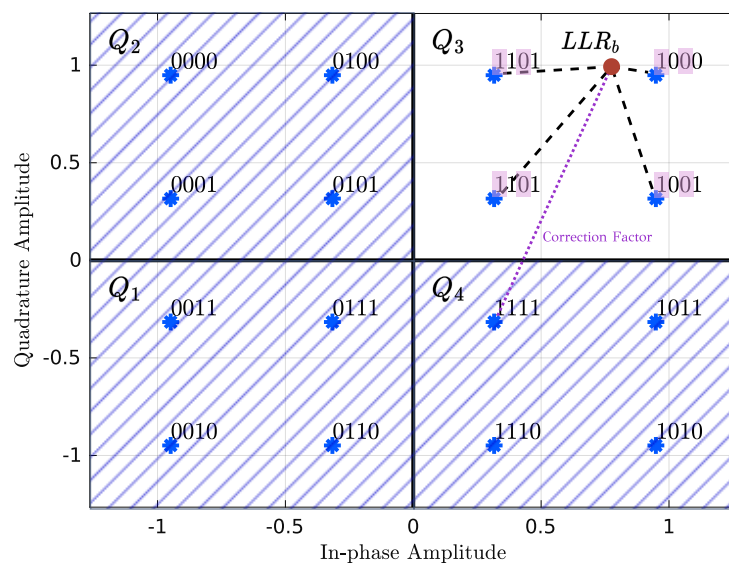 Q2 Q3 LLRb
0000 0100 1101 1000
0001 0101 1101 1001
Correction Factor
Q1 Q4
0011 0111 1111 1011
0010 0110 1110 1010
1
0.5
0
-0.5
-1
-1 -0.5 0 0.5 1
Quadrature Amplitude
In-phase Amplitude